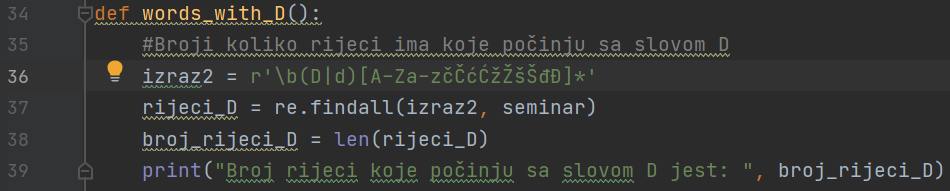 34 def words_with_D():
35 #Broji koliko rijeci ima koje počinju sa slovom D
36 izraz2 = r'\b(D|d)[A-Za-zčČćĆžŽšŠđĐ]*'
37 rijeci_D = re.findall(izraz2, seminar)
38 broj_rijeci_D = len(rijeci_D)
39 print("Broj rijeci koje počinju sa slovom D jest: ", broj_rijeci_D)